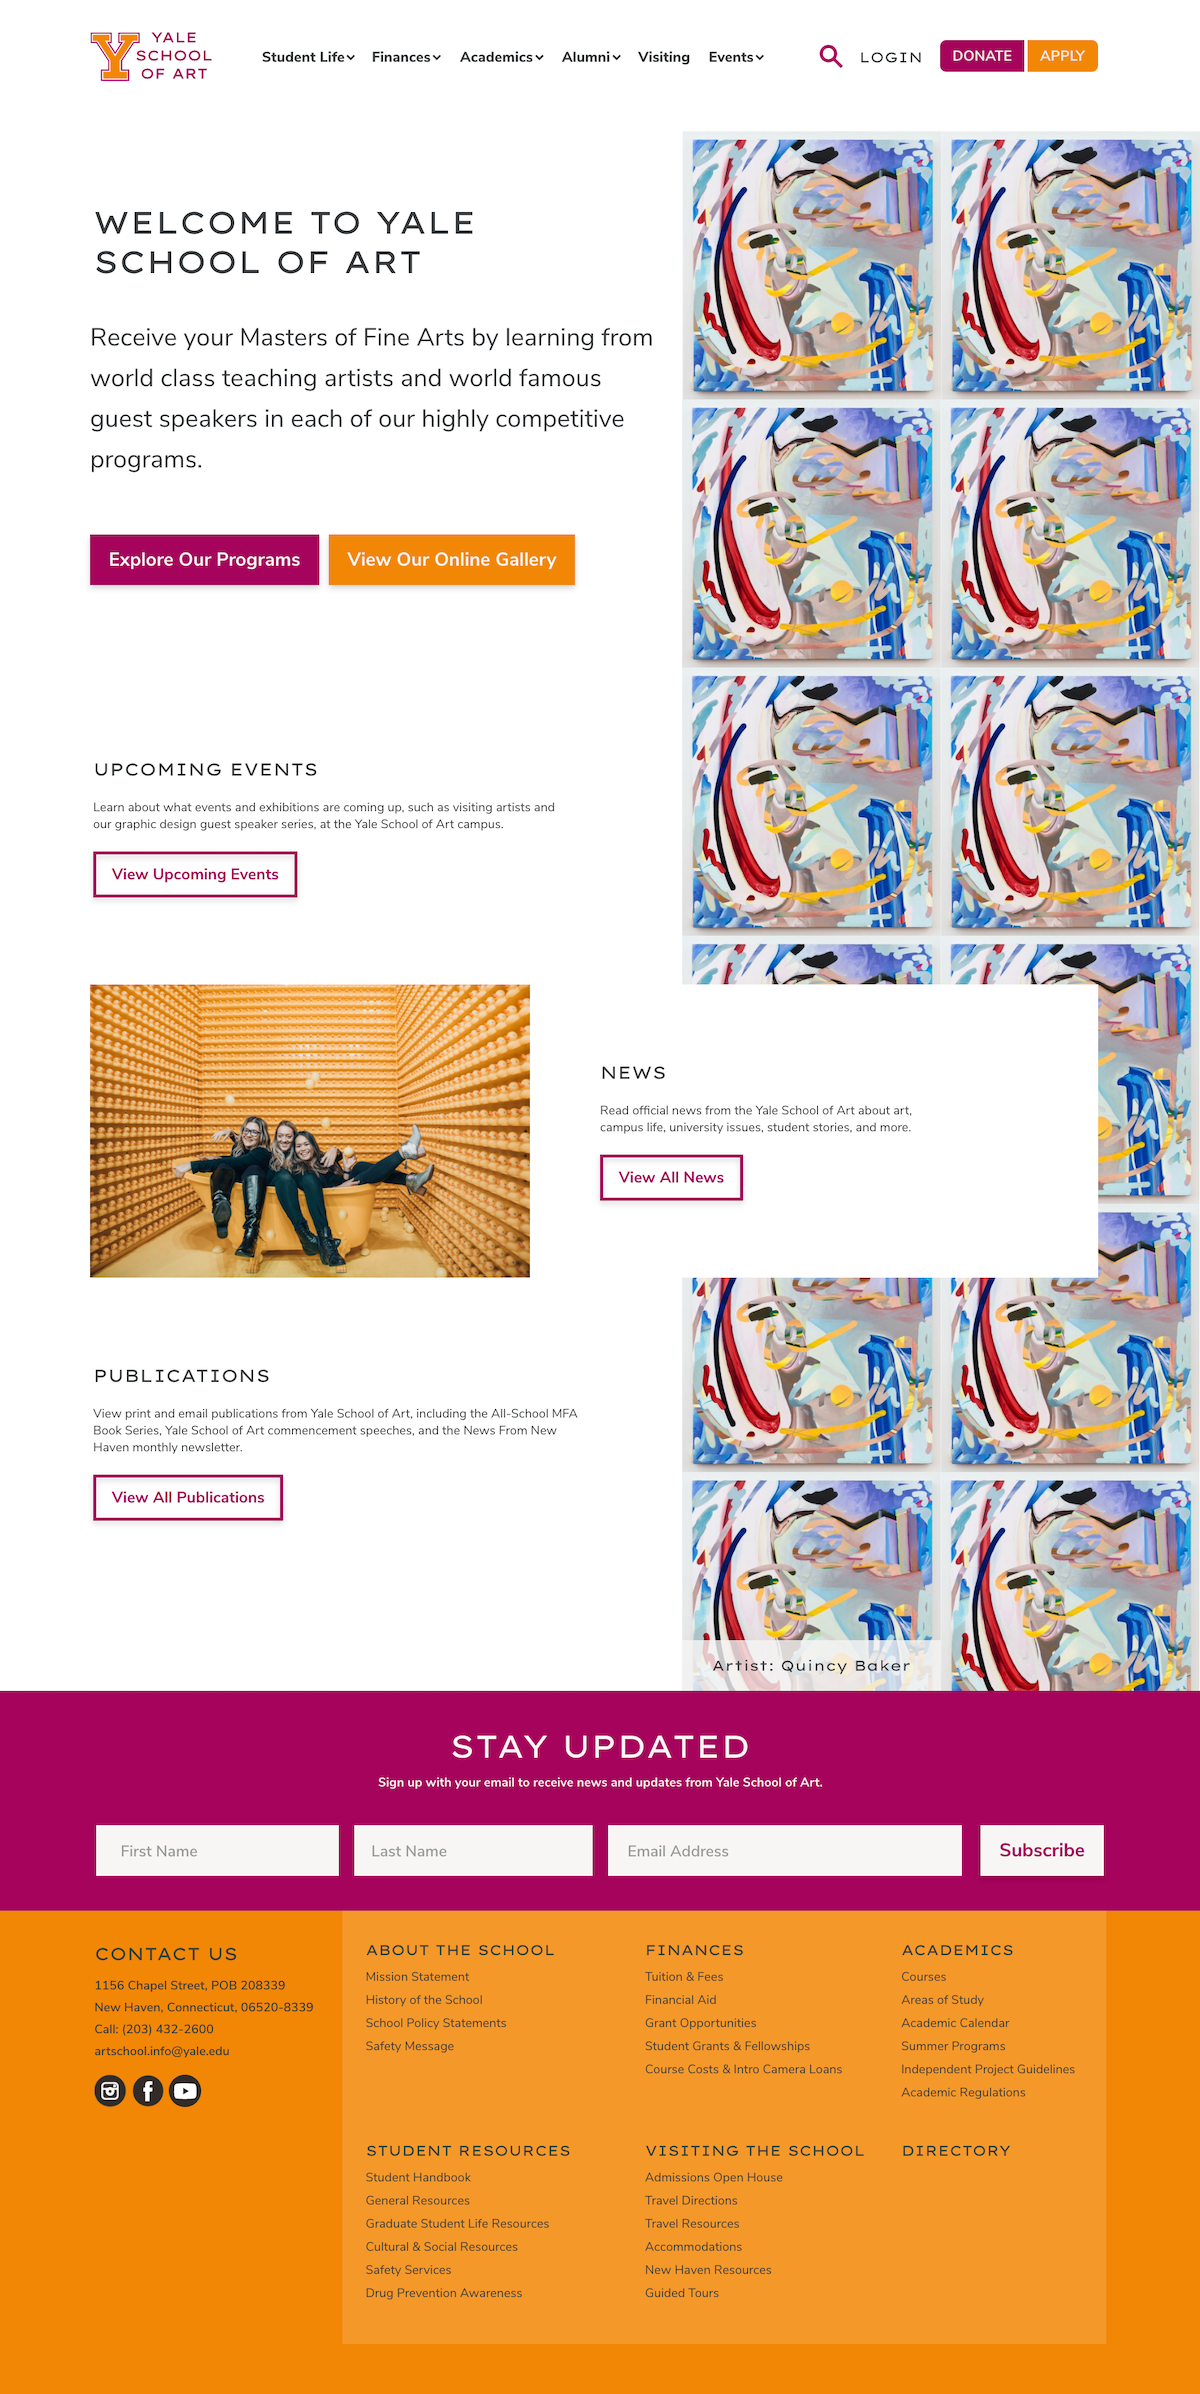 YALE
SCHOOL
OF ART
Student Life
Finances
Academics
Alumni
Visiting
Events
LOGIN
DONATE
APPLY
WELCOME TO YALE
SCHOOL OF ART
Receive your Masters of Fine Arts by learning from
world class teaching artists and world famous
guest speakers in each of our highly competitive
programs.
Explore Our Programs
View Our Online Gallery
UPCOMING EVENTS
Learn about what events and exhibitions are coming up, such as visiting artists and
our graphic design guest speaker series, at the Yale School of Art campus.
View Upcoming Events
NEWS
Read official news from the Yale School of Art about art,
campus life, university issues, student stories, and more.
View All News
PUBLICATIONS
View print and email publications from Yale School of Art, including the All-School MFA
Book Series, Yale School of Art commencement speeches, and the News From New
Haven monthly newsletter.
View All Publications
Artist: Quincy Baker
STAY UPDATED
Sign up with your email to receive news and updates from Yale School of Art.
First Name
Last Name
Email Address
Subscribe
CONTACT US
1156 Chapel Street, POB 208339
New Haven, Connecticut, 06520-8339
Call: (203) 432-2600
artschool.info@yale.edu
ABOUT THE SCHOOL
Mission Statement
History of the School
School Policy Statements
Safety Message
FINANCES
Tuition & Fees
Financial Aid
Grant Opportunities
Student Grants & Fellowships
Course Costs & Intro Camera Loans
ACADEMICS
Courses
Areas of Study
Academic Calendar
Summer Programs
Independent Project Guidelines
Academic Regulations
STUDENT RESOURCES
Student Handbook
General Resources
Graduate Student Life Resources
Cultural & Social Resources
Safety Services
Drug Prevention Awareness
VISITING THE SCHOOL
Admissions Open House
Travel Directions
Travel Resources
Accommodations
New Haven Resources
Guided Tours
DIRECTORY